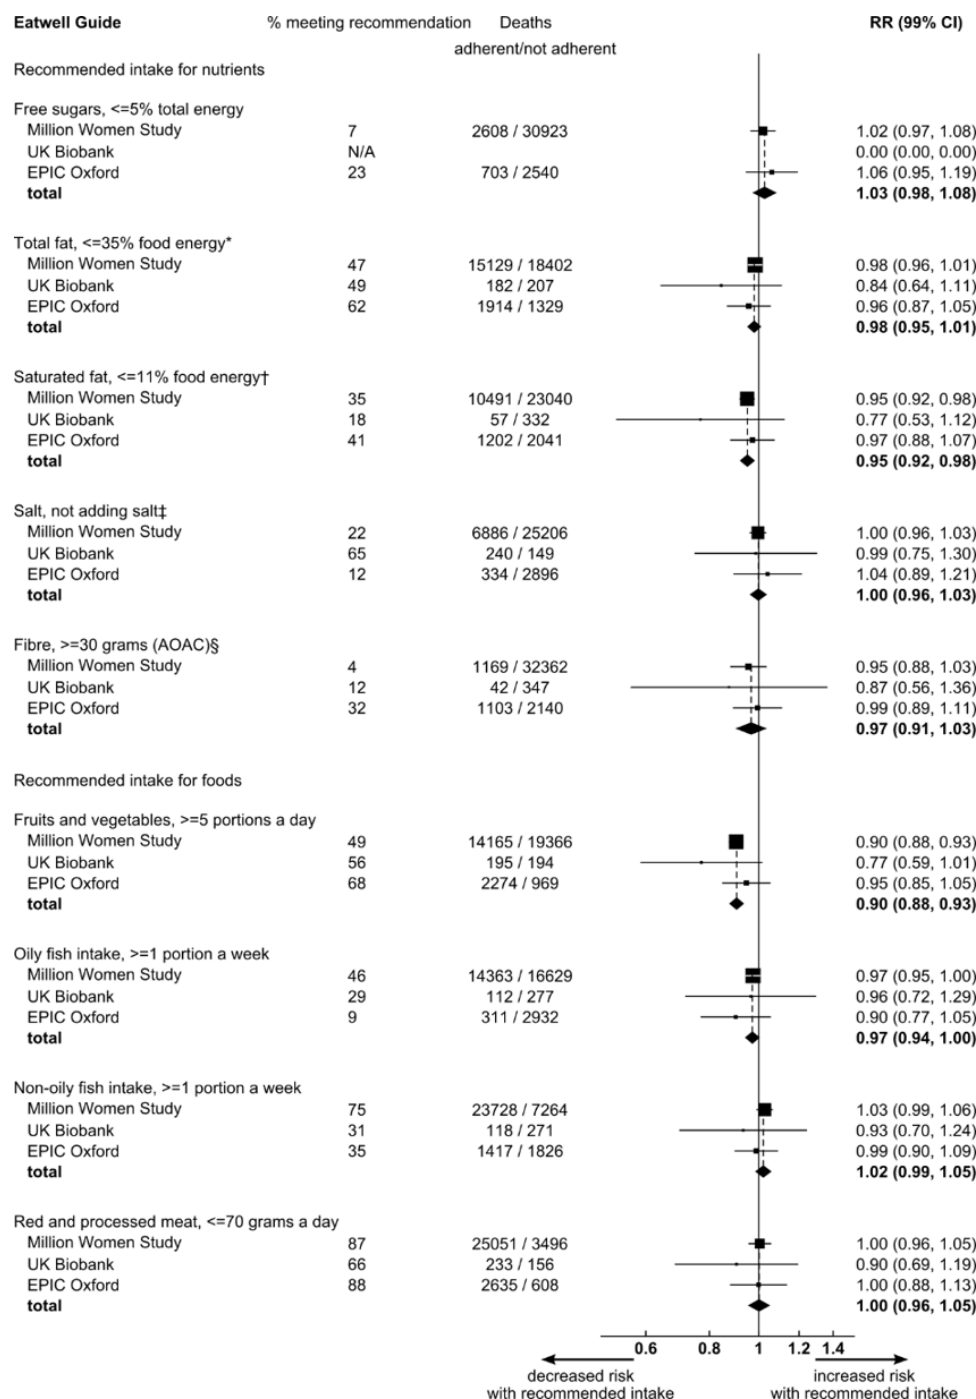 Eatwell Guide % meeting recommendation Deaths RR (99% CI)
adherent/not adherent
Recommended intake for nutrients
Free sugars, <=5% total energy
Million Women Study 7 2608 / 30923 1.02 (0.97, 1.08)
UK Biobank N/A 0.00 (0.00, 0.00)
EPIC Oxford 23 703 / 2540 1.06 (0.95, 1.19)
total 1.03 (0.98, 1.08)
Total fat, <=35% food energy*
Million Women Study 47 15129 / 18402 0.98 (0.96, 1.01)
UK Biobank 49 182 / 207 0.84 (0.64, 1.11)
EPIC Oxford 62 1914 / 1329 0.96 (0.87, 1.05)
total 0.98 (0.95, 1.01)
Saturated fat, <=11% food energy†
Million Women Study 35 10491 / 23040 0.95 (0.92, 0.98)
UK Biobank 18 57 / 332 0.77 (0.53, 1.12)
EPIC Oxford 41 1202 / 2041 0.97 (0.88, 1.07)
total 0.95 (0.92, 0.98)
Salt, not adding salt‡
Million Women Study 22 6886 / 25206 1.00 (0.96, 1.03)
UK Biobank 65 240 / 149 0.99 (0.75, 1.30)
EPIC Oxford 12 334 / 2896 1.04 (0.89, 1.21)
total 1.00 (0.96, 1.03)
Fibre, >=30 grams (AOAC)§
Million Women Study 4 1169 / 32362 0.95 (0.88, 1.03)
UK Biobank 12 42 / 347 0.87 (0.56, 1.36)
EPIC Oxford 32 1103 / 2140 0.99 (0.89, 1.11)
total 0.97 (0.91, 1.03)
Recommended intake for foods
Fruits and vegetables, >=5 portions a day
Million Women Study 49 14165 / 19366 0.90 (0.88, 0.93)
UK Biobank 56 195 / 194 0.77 (0.59, 1.01)
EPIC Oxford 68 2274 / 969 0.95 (0.85, 1.05)
total 0.90 (0.88, 0.93)
Oily fish intake, >=1 portion a week
Million Women Study 46 14363 / 16629 0.97 (0.95, 1.00)
UK Biobank 29 112 / 277 0.96 (0.72, 1.29)
EPIC Oxford 9 311 / 2932 0.90 (0.77, 1.05)
total 0.97 (0.94, 1.00)
Non-oily fish intake, >=1 portion a week
Million Women Study 75 23728 / 7264 1.03 (0.99, 1.06)
UK Biobank 31 118 / 271 0.93 (0.70, 1.24)
EPIC Oxford 35 1417 / 1826 0.99 (0.90, 1.09)
total 1.02 (0.99, 1.05)
Red and processed meat, <=70 grams a day
Million Women Study 87 25051 / 3496 1.00 (0.96, 1.05)
UK Biobank 66 233 / 156 0.90 (0.69, 1.19)
EPIC Oxford 88 2635 / 608 1.00 (0.88, 1.13)
total 1.00 (0.96, 1.05)
0.6 0.8 1 1.2 1.4
decreased risk increased risk
with recommended intake with recommended intake